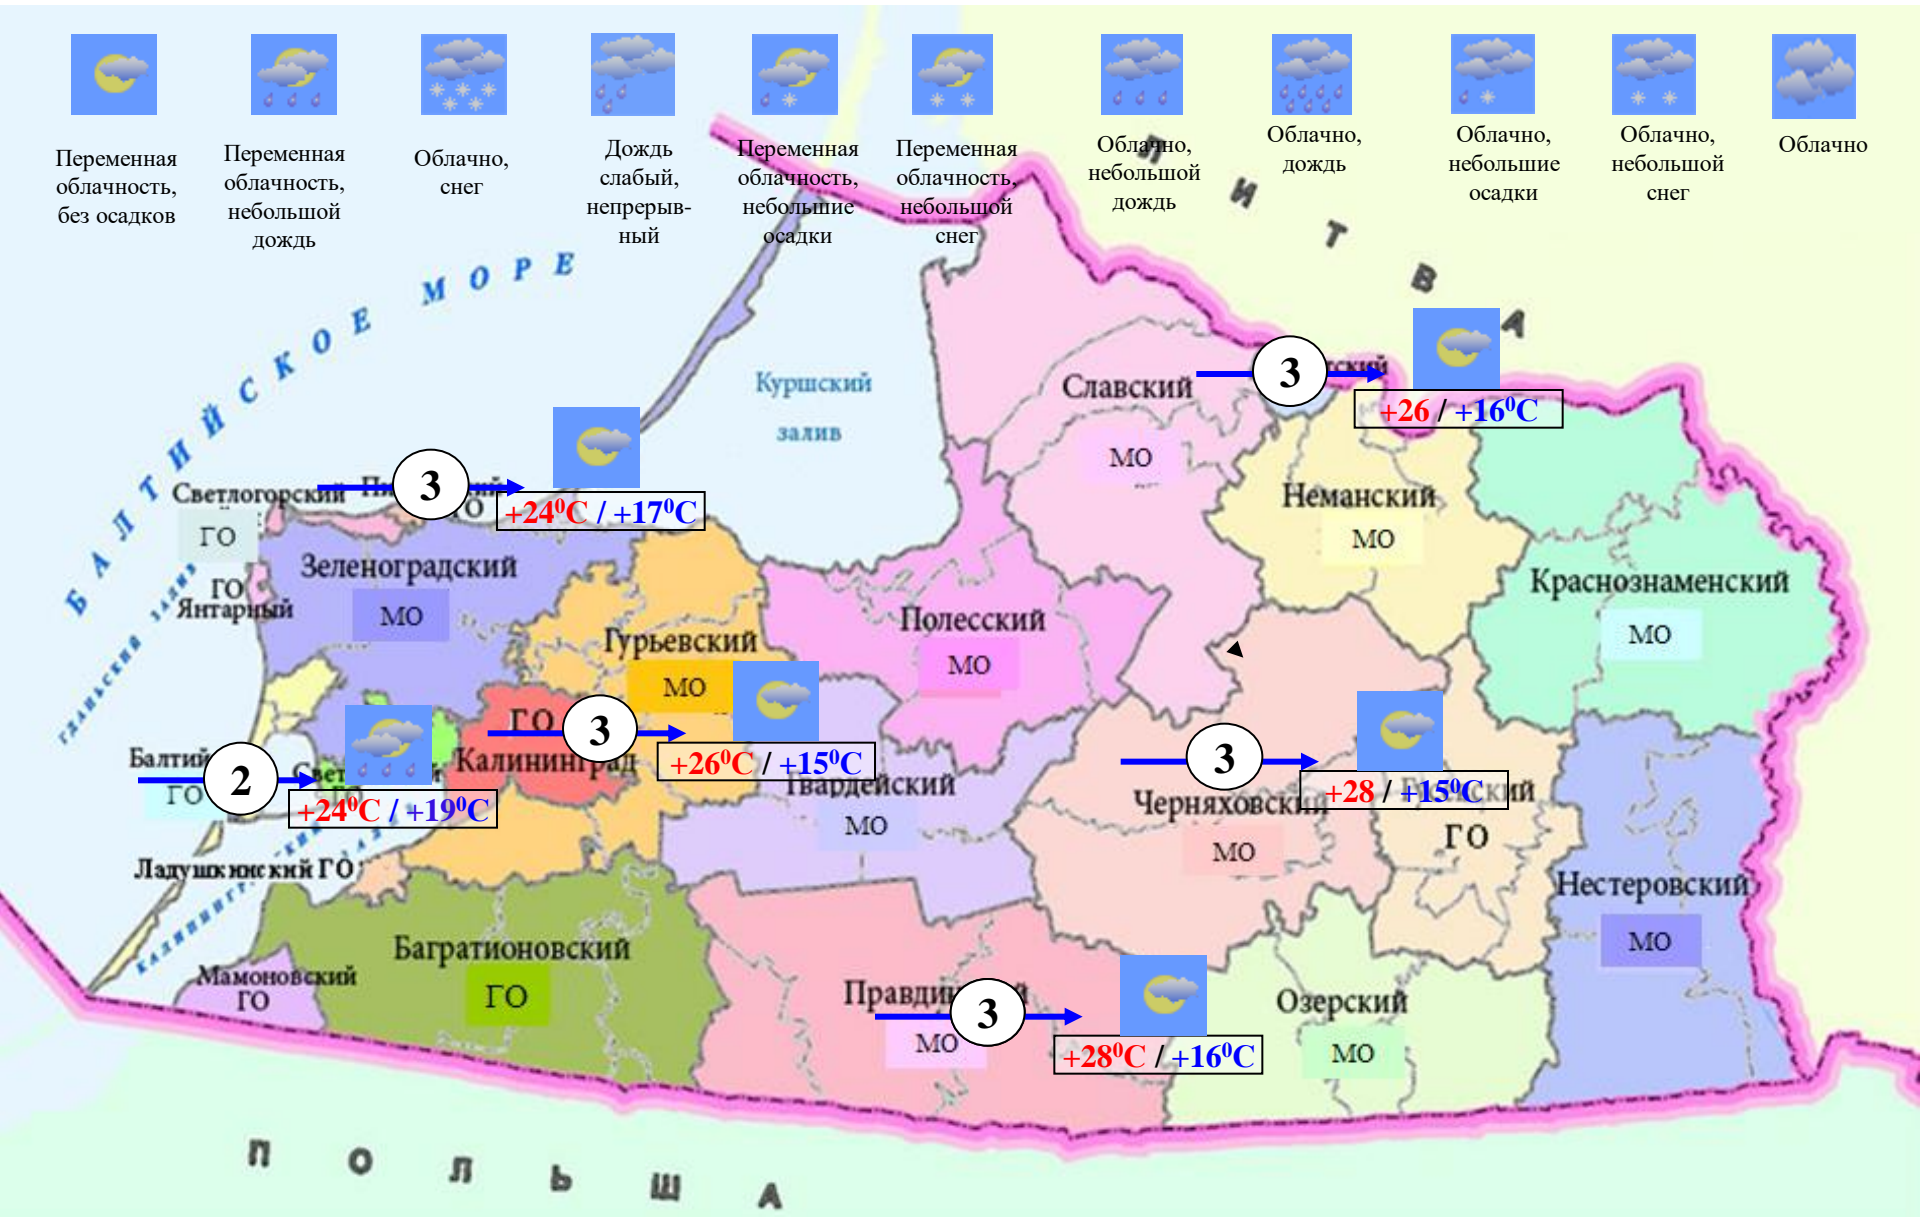 Переменная
облачность,
без осадков
Переменная
облачность,
небольшой
дождь
Облачно,
снег
Дождь
слабый,
непрерыв-
ный
Переменная
облачность,
небольшие
осадки
Переменная
облачность,
небольшой
снег
Облачно,
небольшой
дождь
Облачно,
дождь
Облачно,
небольшие
осадки
Облачно,
небольшой
снег
Облачно
ЛИТВА
БАЛТИЙСКОЕ МОРЕ
Куршский
залив
Славский
МО
3
+26 / +16⁰C
3
+24⁰C / +17⁰C
Светлогорский
ГО
ГО
Янтарный
Зеленоградский
МО
Неманский
МО
Краснознаменский
МО
Полесский
МО
Гурьевский
МО
ГО
Калининград
3
+26⁰C / +15⁰C
Балтий
ГО
2
+24⁰C / +19⁰C
Гвардейский
МО
3
+28 / +15⁰C
Черняховский
МО
ГО
Ладушкинский ГО
Нестеровский
МО
Багратионовский
ГО
Мамоновский
ГО
3
МО
+28⁰C / +16⁰C
Озерский
МО
ПОЛЬША